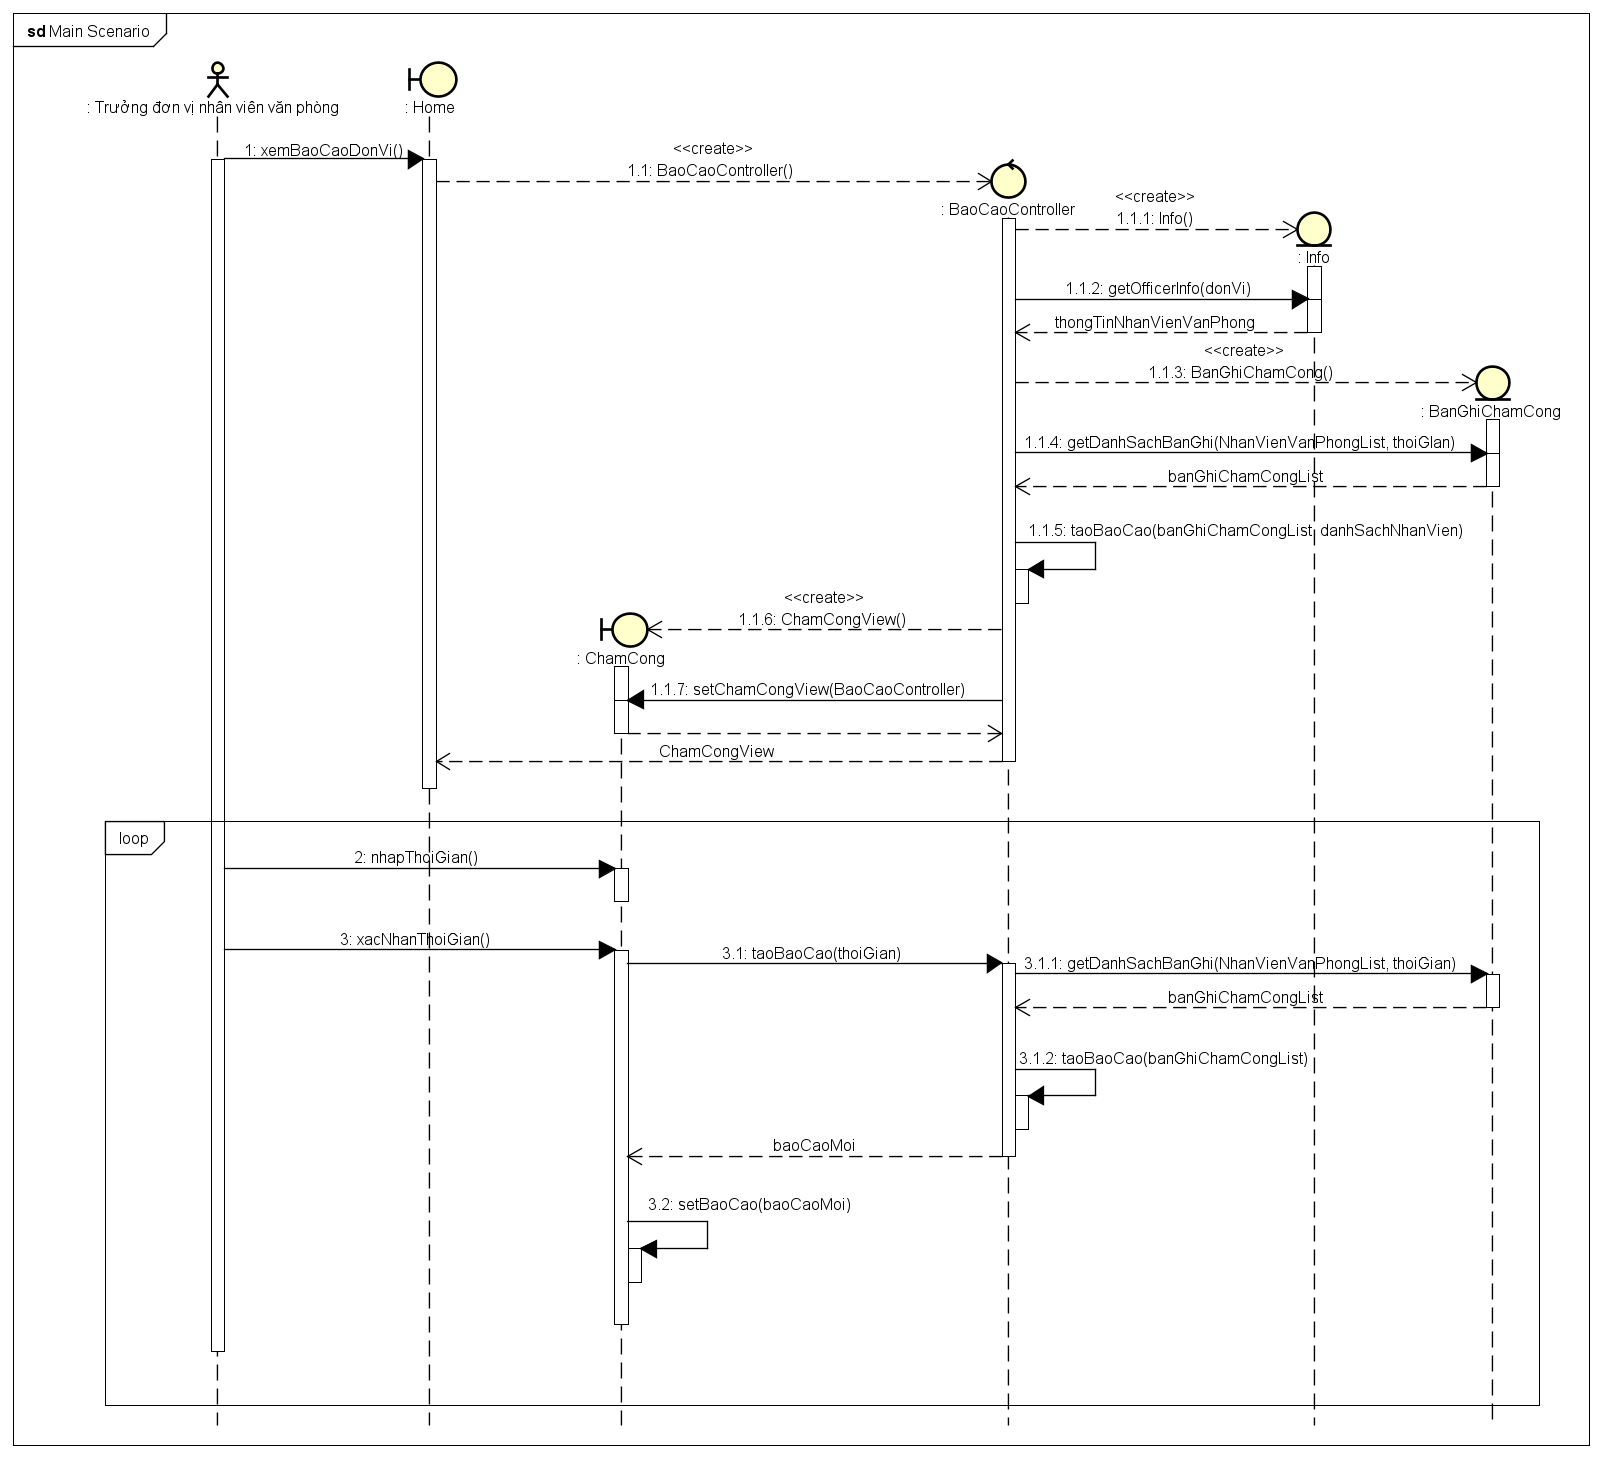 sd Main Scenario
: Trưởng đơn vị nhân viên văn phòng
: Home
1: xemBaoCaoDonVi()
<<create>>
1.1: BaoCaoController()
: BaoCaoController
<<create>>
1.1.1: Info()
: Info
1.1.2: getOfficerInfo(donVi)
thongTinNhanVienVanPhong
<<create>>
1.1.3: BanGhiChamCong()
: BanGhiChamCong
1.1.4: getDanhSachBanGhi(NhanVienVanPhongList, thoiGIan)
banGhiChamCongList
1.1.5: taoBaoCao(banGhiChamCongList, danhSachNhanVien)
<<create>>
1.1.6: ChamCongView()
: ChamCong
1.1.7: setChamCongView(BaoCaoController)
ChamCongView
loop
2: nhapThoiGian()
3: xacNhanThoiGian()
3.1: taoBaoCao(thoiGian)
3.1.1: getDanhSachBanGhi(NhanVienVanPhongList, thoiGian)
banGhiChamCongList
3.1.2: taoBaoCao(banGhiChamCongList)
baoCaoMoi
3.2: setBaoCao(baoCaoMoi)